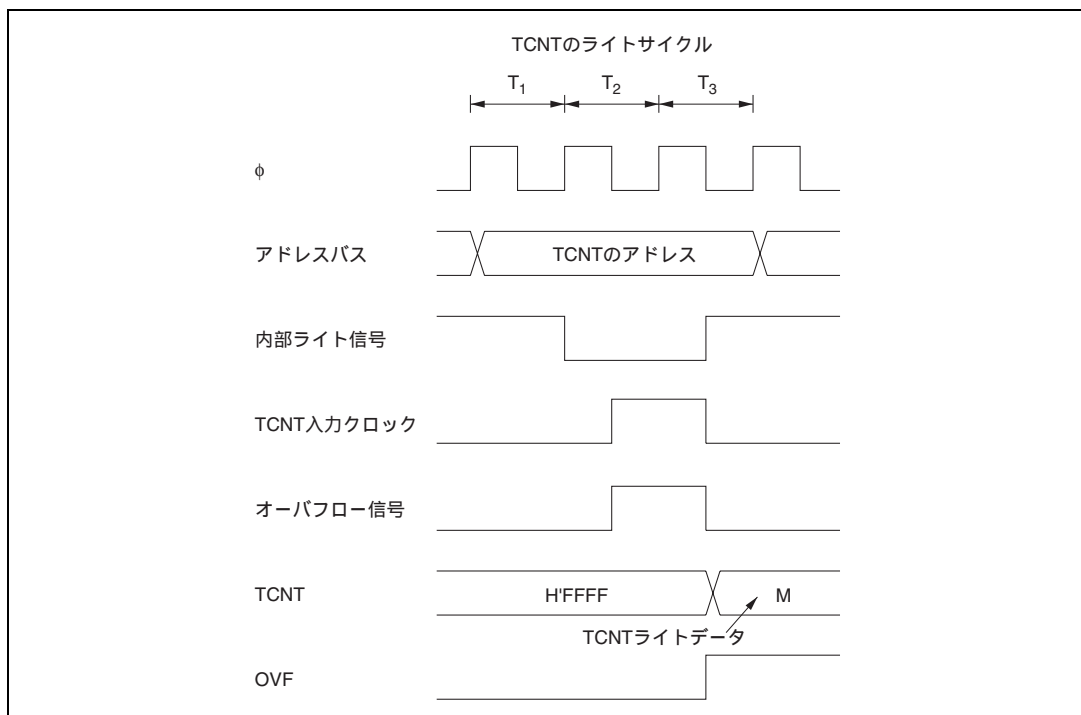 TCNTのライトサイクル
T1 T2 T3
φ
アドレスバス TCNTのアドレス
内部ライト信号
TCNT入力クロック
オーバフロー信号
TCNT H'FFFF M
TCNTライトデータ
OVF